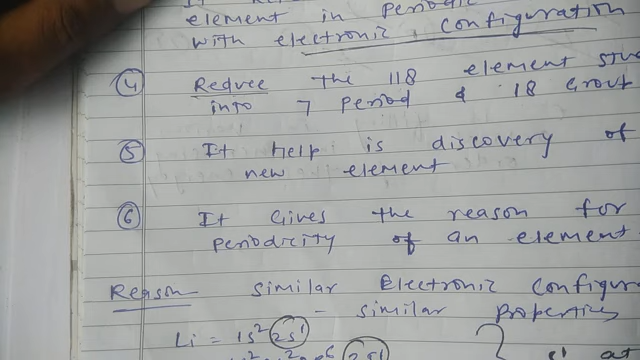 element in Periodic
with electronic configuration
④ Reduce the 118 element
into 7 Period & 18 Group
⑤ It help is discovery of
new element
⑥ It Gives the reason for
periodicity of an element
Reason similar Electronic
- similar Properties
Li = 1s² 2s¹